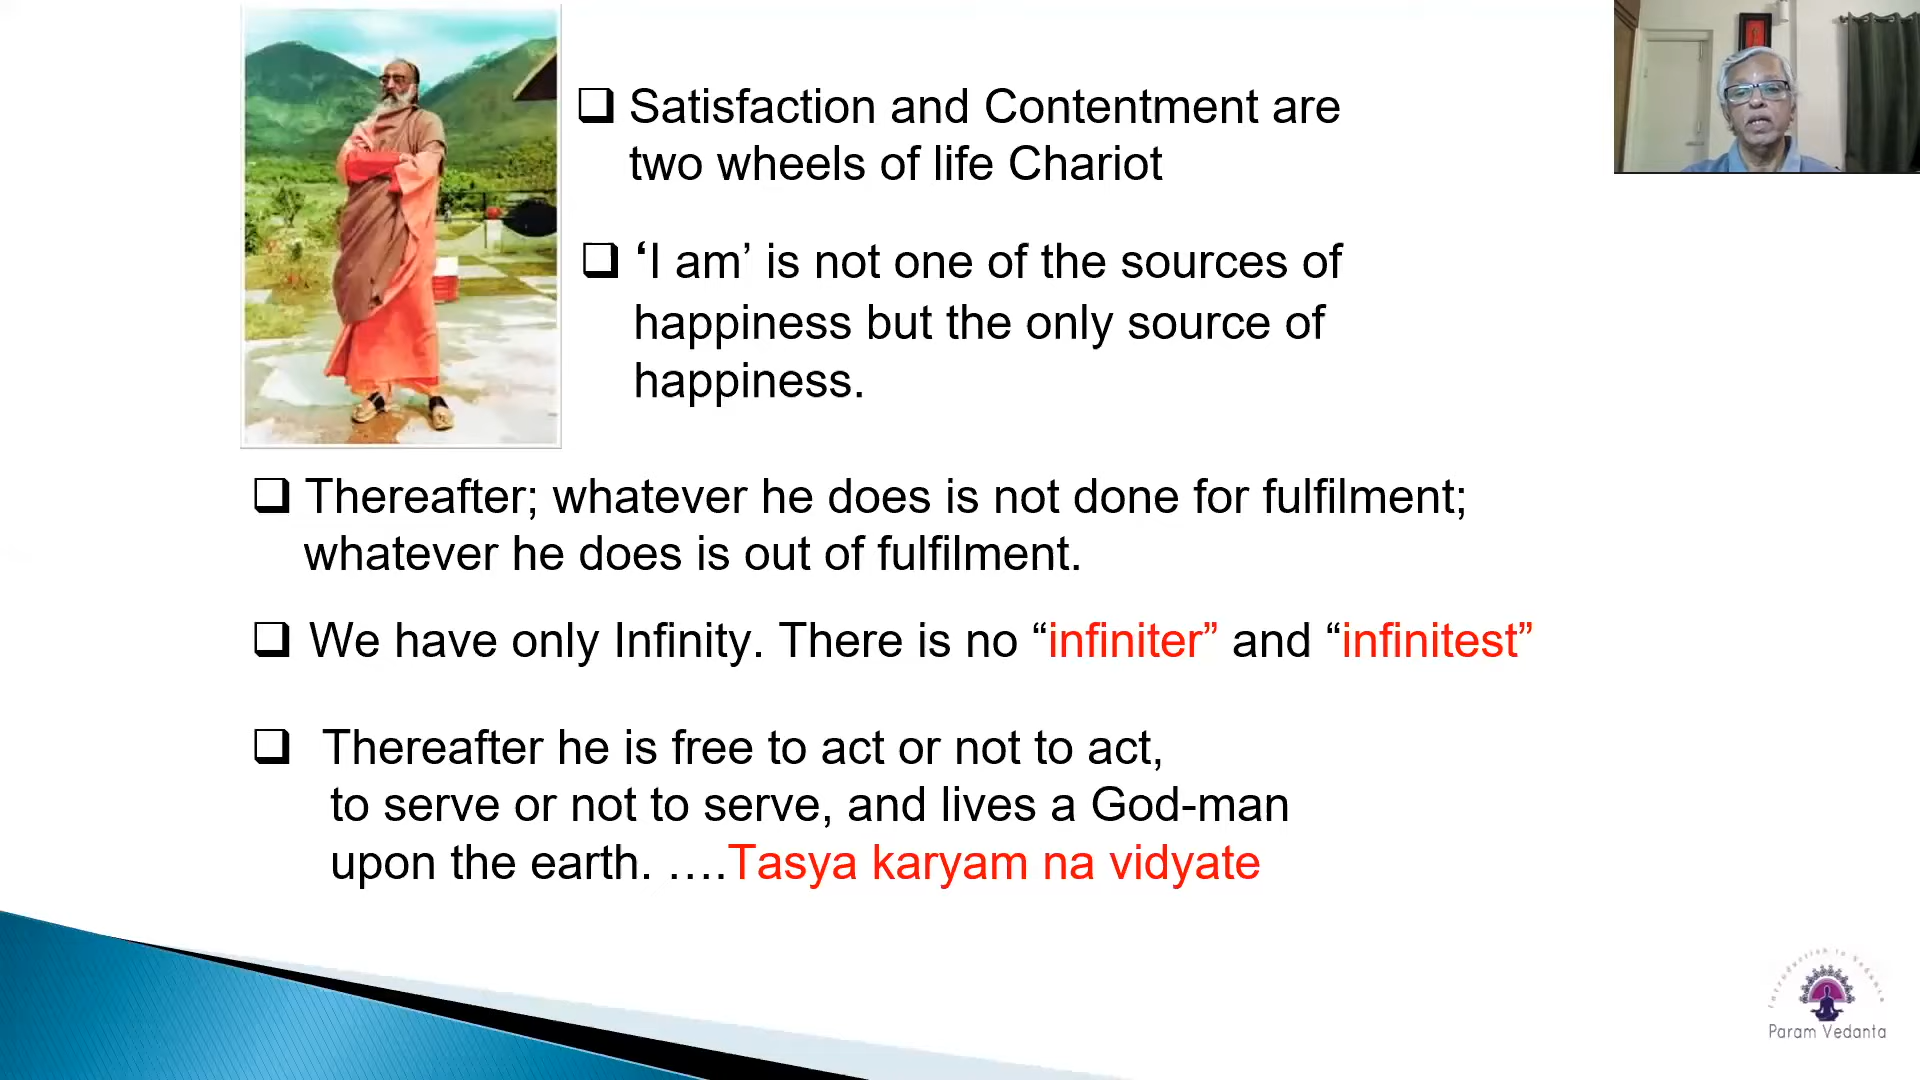 ❑ Satisfaction and Contentment are
two wheels of life Chariot
❑ ‘I am’ is not one of the sources of
happiness but the only source of
happiness.
❑ Thereafter; whatever he does is not done for fulfilment;
whatever he does is out of fulfilment.
❑ We have only Infinity. There is no “infiniter” and “infinitest”
❑ Thereafter he is free to act or not to act,
to serve or not to serve, and lives a God-man
upon the earth. ….Tasya karyam na vidyate
Introduction to Vedanta
Param Vedanta